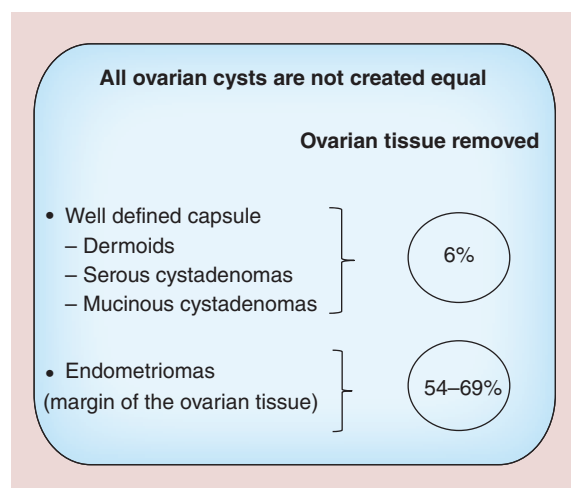 All ovarian cysts are not created equal
Ovarian tissue removed
• Well defined capsule
– Dermoids
– Serous cystadenomas
– Mucinous cystadenomas
6%
• Endometriomas
(margin of the ovarian tissue)
54–69%